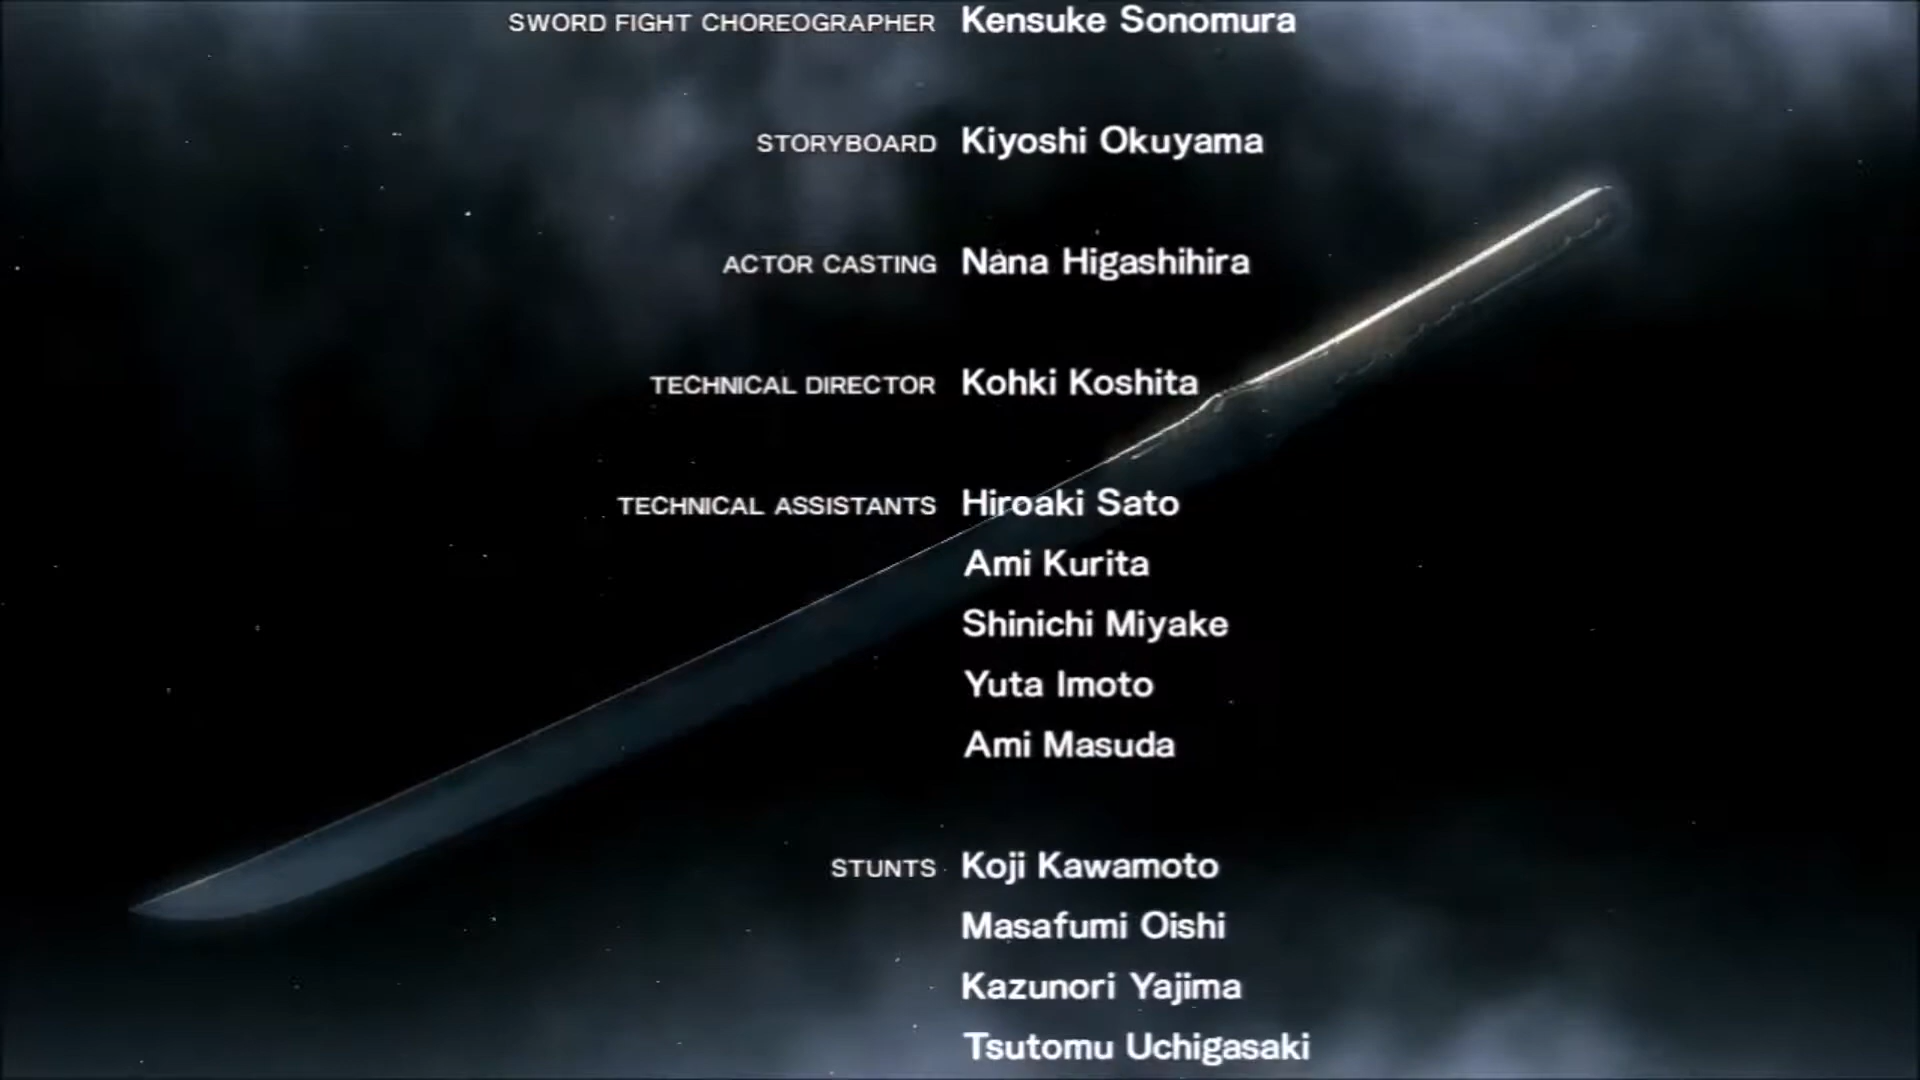 SWORD FIGHT CHOREOGRAPHER Kensuke Sonomura
STORYBOARD Kiyoshi Okuyama
ACTOR CASTING Nana Higashihira
TECHNICAL DIRECTOR Kohki Koshita
TECHNICAL ASSISTANTS Hiroaki Sato
Ami Kurita
Shinichi Miyake
Yuta Imoto
Ami Masuda
STUNTS Koji Kawamoto
Masafumi Oishi
Kazunori Yajima
Tsutomu Uchigasaki